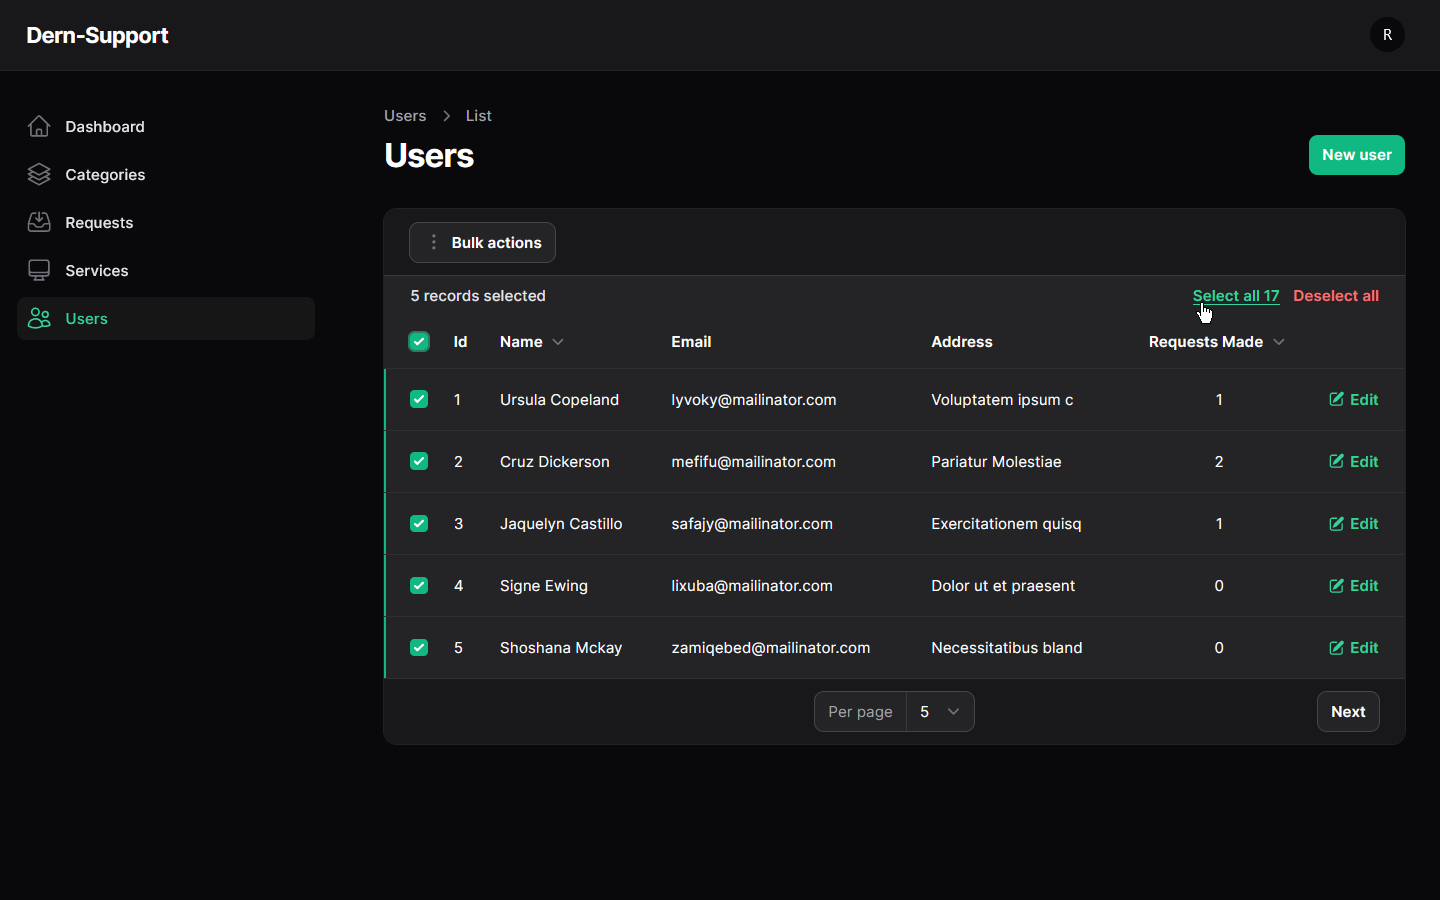 Dern-Support
R
Dashboard
Categories
Requests
Services
Users
Users > List
Users
New user
Bulk actions
5 records selected
Select all 17 Deselect all
Id Name Email Address Requests Made
1 Ursula Copeland lyvoky@mailinator.com Voluptatem ipsum c 1 Edit
2 Cruz Dickerson mefifu@mailinator.com Pariatur Molestiae 2 Edit
3 Jaquelyn Castillo safajy@mailinator.com Exercitationem quisq 1 Edit
4 Signe Ewing lixuba@mailinator.com Dolor ut et praesent 0 Edit
5 Shoshana Mckay zamiqebed@mailinator.com Necessitatibus bland 0 Edit
Per page 5
Next